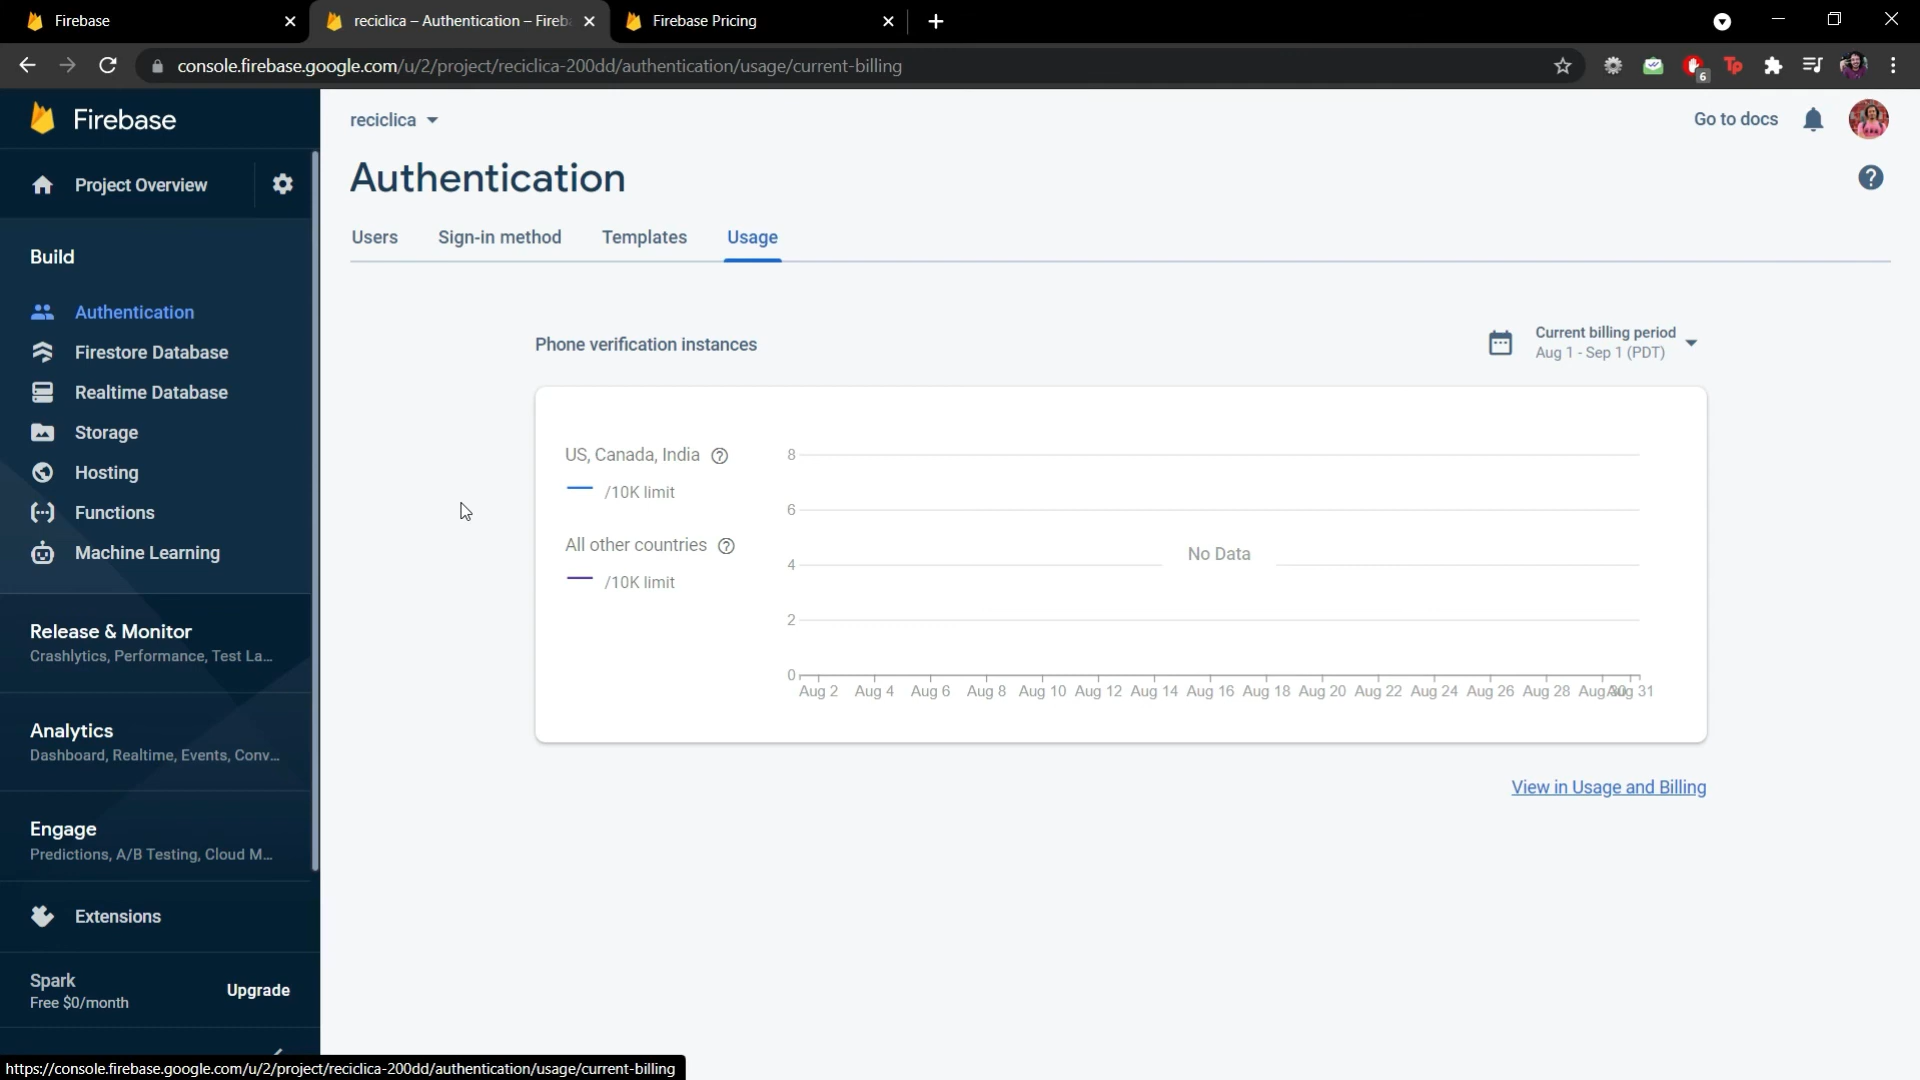 Firebase
reciclica – Authentication – Fireb
Firebase Pricing
console.firebase.google.com/u/2/project/reciclica-200dd/authentication/usage/current-billing
6
Tp
Firebase
reciclica
Go to docs
Project Overview
Authentication
Users
Sign-in method
Templates
Usage
Build
Authentication
Firestore Database
Realtime Database
Storage
Hosting
Functions
Machine Learning
Release & Monitor
Crashlytics, Performance, Test La...
Analytics
Dashboard, Realtime, Events, Conv...
Engage
Predictions, A/B Testing, Cloud M...
Extensions
Spark
Free $0/month
Upgrade
Phone verification instances
Current billing period
Aug 1 - Sep 1 (PDT)
US, Canada, India
/10K limit
All other countries
/10K limit
8
6
4
2
0
No Data
Aug 2 Aug 4 Aug 6 Aug 8 Aug 10 Aug 12 Aug 14 Aug 16 Aug 18 Aug 20 Aug 22 Aug 24 Aug 26 Aug 28 Aug 30 Aug 31
View in Usage and Billing
https://console.firebase.google.com/u/2/project/reciclica-200dd/authentication/usage/current-billing